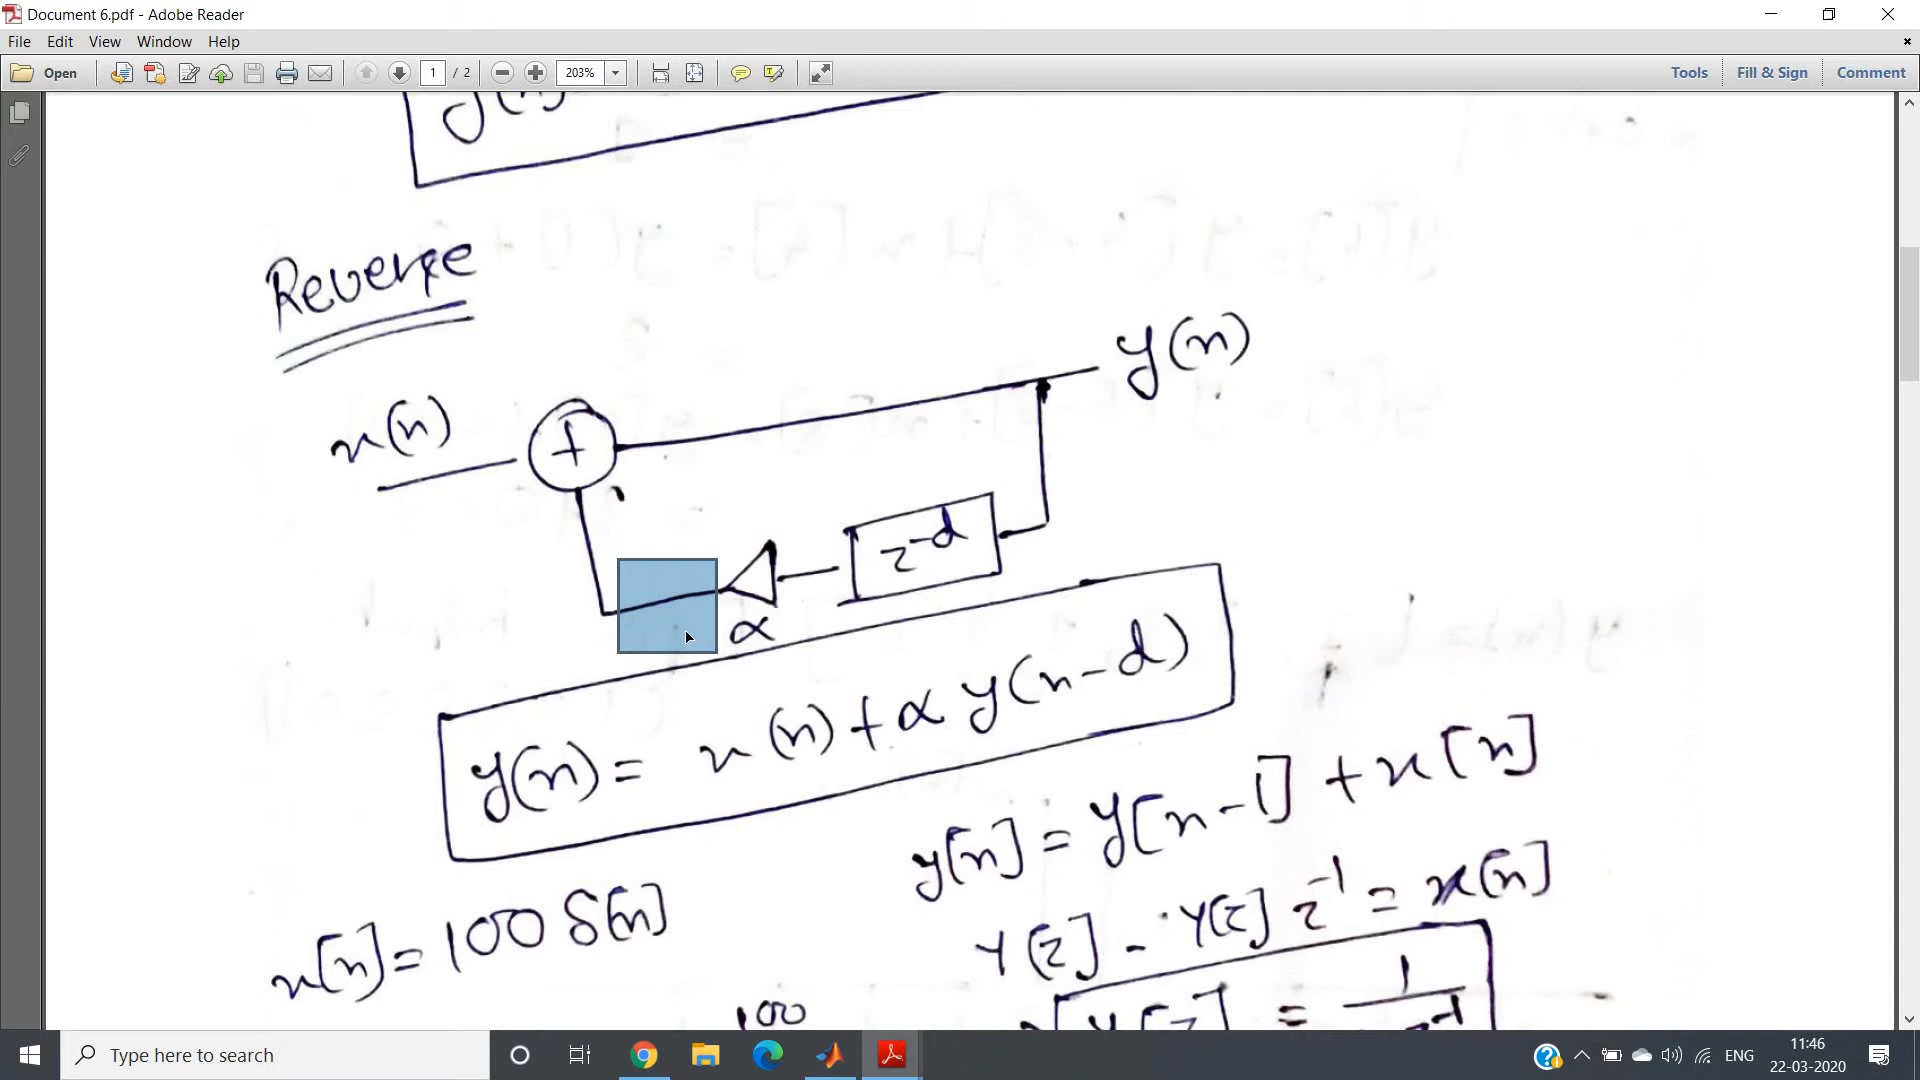 Document 6.pdf - Adobe Reader
File Edit View Window Help
Open 1 / 2 203% Tools Fill & Sign Comment
Reverse
x(n) + y(n)
z^-d
α
y(n) = x(n) + α y(n-d)
y[n] = y[n-1] + x[n]
x[n] = 100 δ[n]
Y[z] - Y[z] z^-1 = x[n]
100
= 1
Type here to search
ENG
11:46
22-03-2020